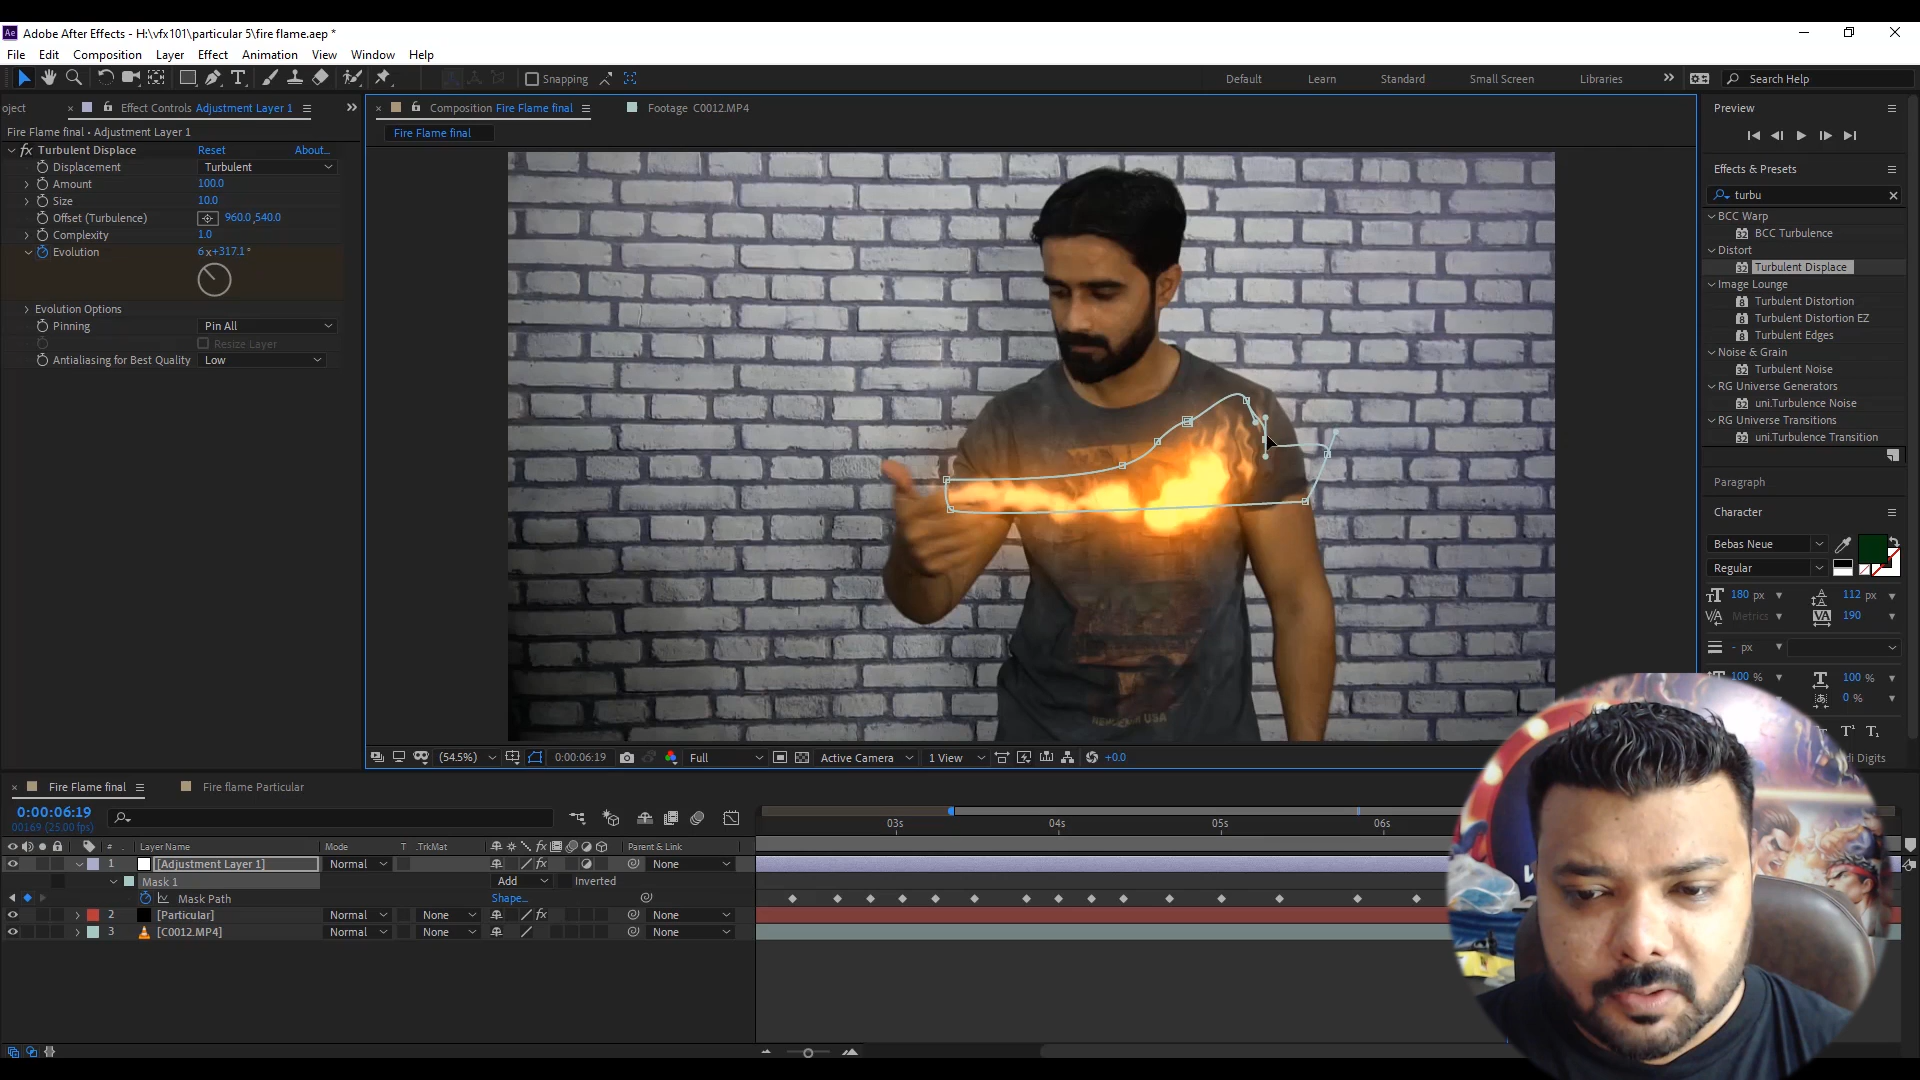 Adobe After Effects - H:\vfx101\particular 5\fire flame.aep *
File Edit Composition Layer Effect Animation View Window Help
Snapping
Default Learn Standard Small Screen Libraries
Search Help
oject
Effect Controls Adjustment Layer 1
Composition Fire Flame final
Footage C0012.MP4
Preview
Fire Flame final • Adjustment Layer 1
Fire Flame final
Turbulent Displace Reset About...
Displacement Turbulent
Amount 100.0
Size 10.0
Offset (Turbulence) 960.0,540.0
Complexity 1.0
Evolution 6x+317.1°
Evolution Options
Pinning Pin All
Resize Layer
Antialiasing for Best Quality Low
Effects & Presets
turbu
BCC Warp
BCC Turbulence
Distort
Turbulent Displace
Image Lounge
Turbulent Distortion
Turbulent Distortion EZ
Turbulent Edges
Noise & Grain
Turbulent Noise
RG Universe Generators
uni.Turbulence Noise
RG Universe Transitions
uni.Turbulence Transition
Paragraph
Character
Bebas Neue
Regular
180 px 112 px
Metrics 190
- px
100 % 100 %
0 %
Digits
(54.5%) 0:00:06:19 Full Active Camera 1 View +0.0
Fire Flame final
Fire flame Particular
0:00:06:19
00169 (25.00 fps)
03s 04s 05s 06s
# Layer Name Mode T .TrkMat Parent & Link
1 [Adjustment Layer 1] Normal None
Mask 1 Add Inverted
Mask Path Shape...
2 [Particular] Normal None None
3 [C0012.MP4] Normal None None